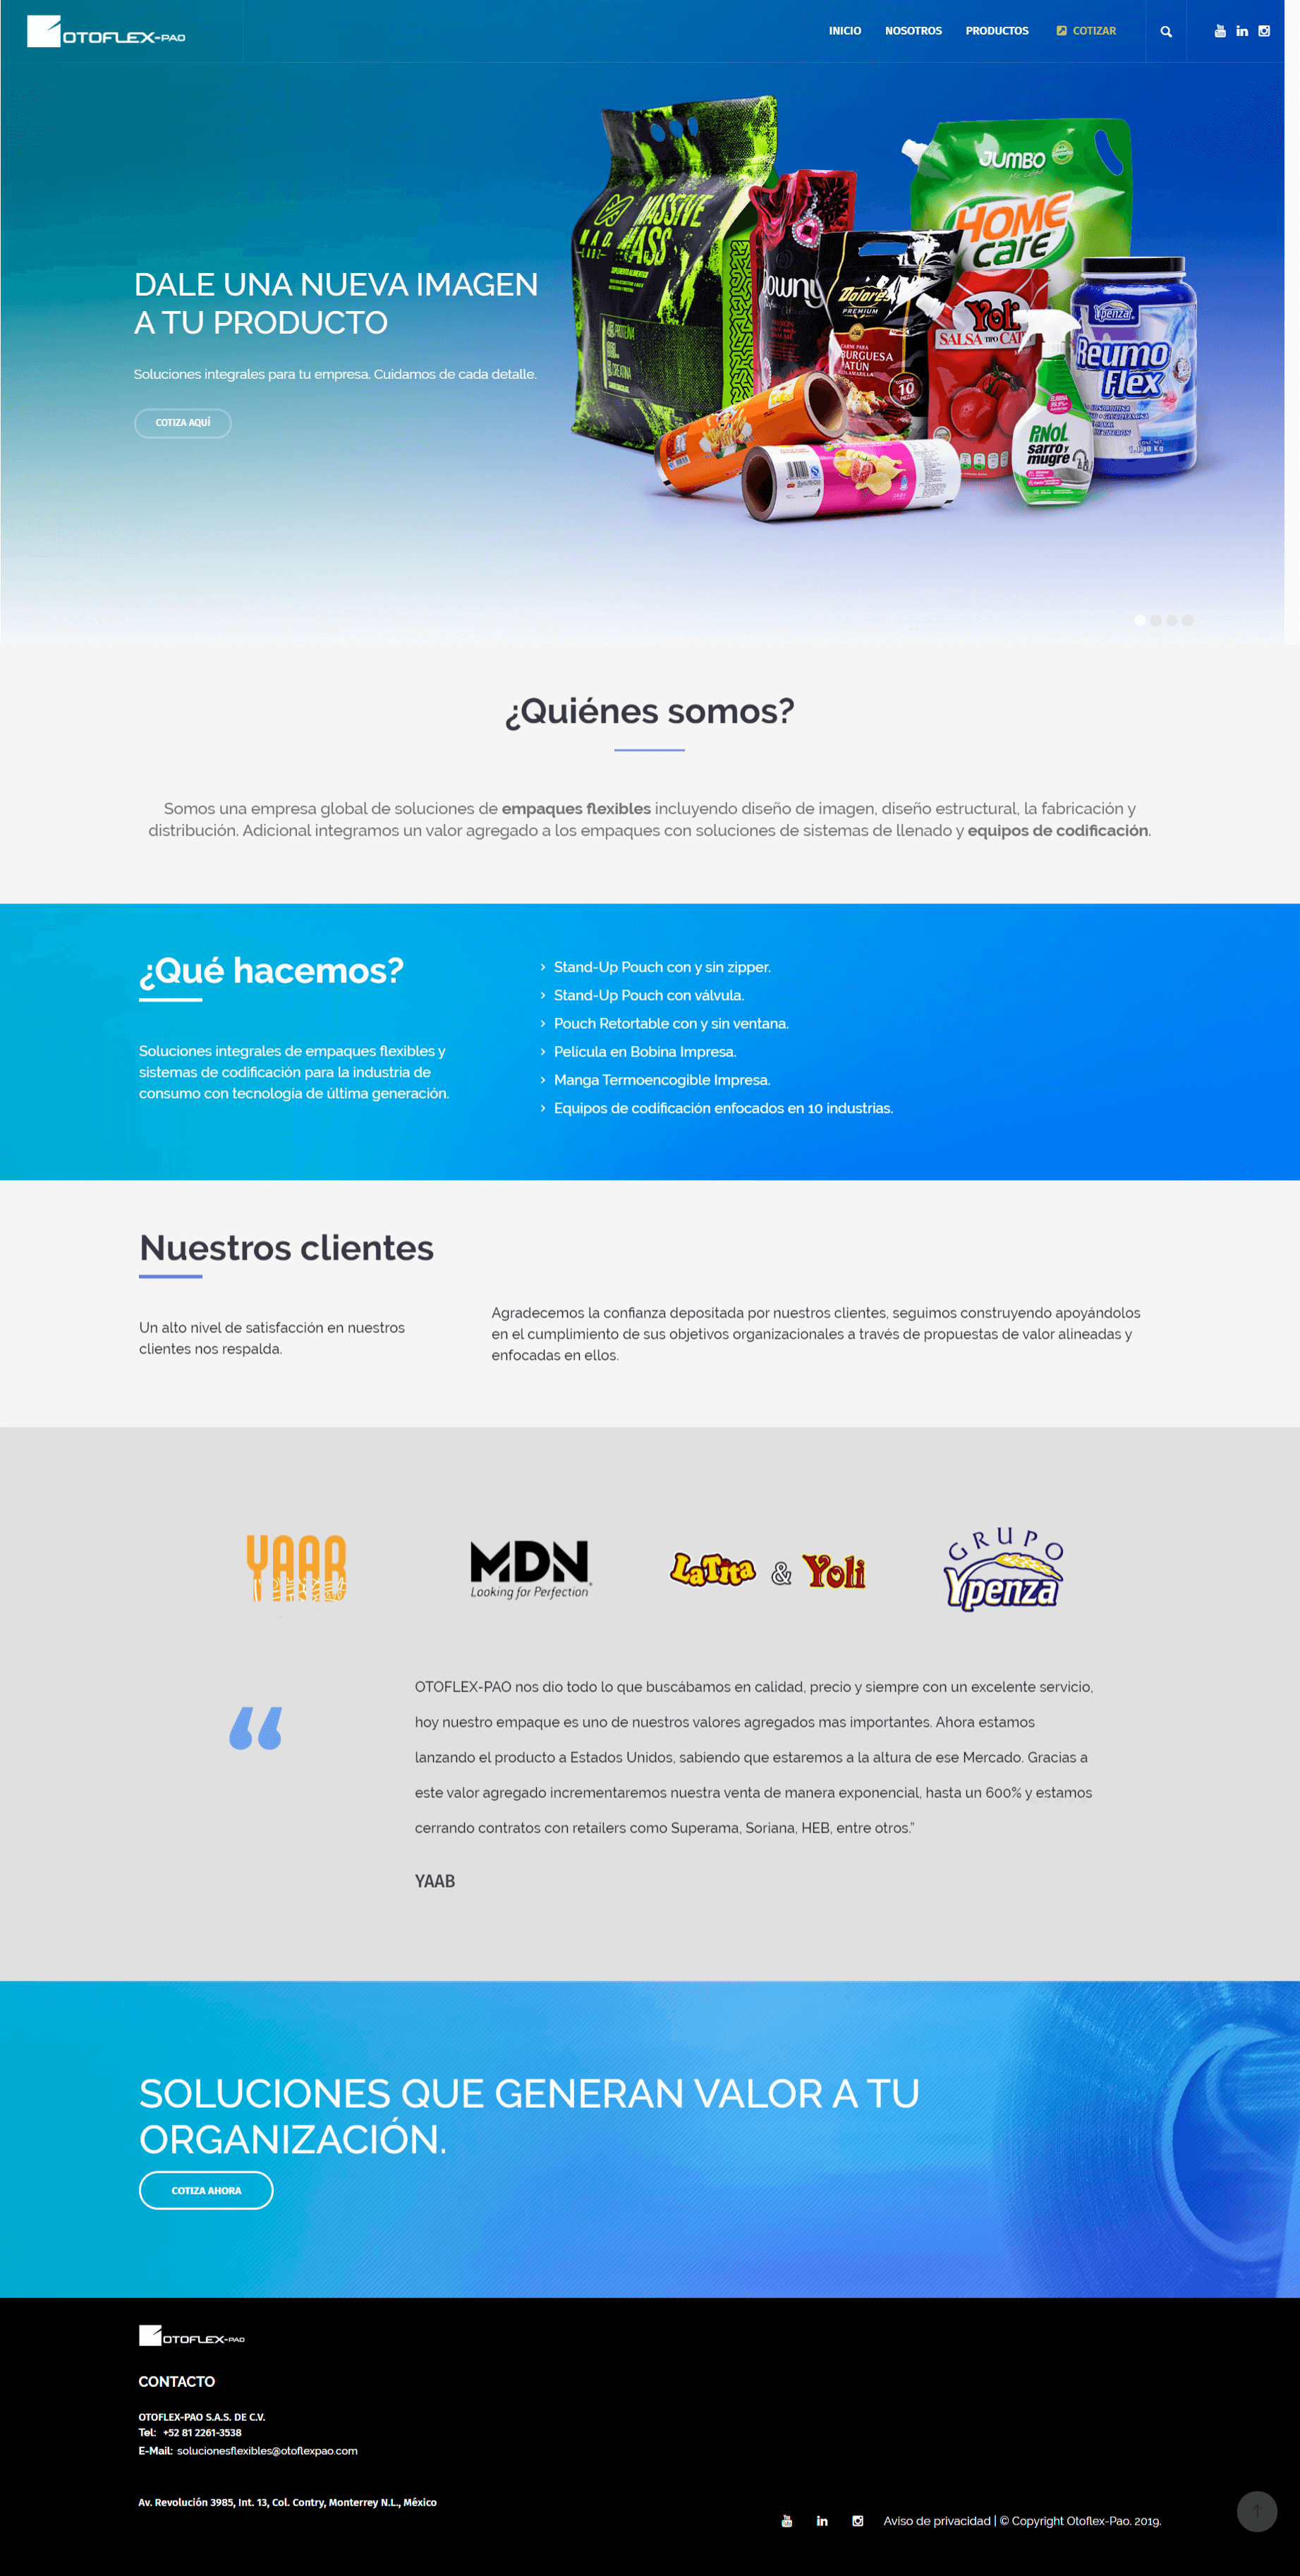 OTOFLEX-PAO
INICIO NOSOTROS PRODUCTOS COTIZAR
DALE UNA NUEVA IMAGEN
A TU PRODUCTO
Soluciones integrales para tu empresa. Cuidamos de cada detalle.
COTIZA AQUÍ
MASSIVE
MASS
SUPLEMENTO ALIMENTICIO
PROTEÍNA
CREATINA
owny
Dolores
PREMIUM
BURGUESA
ATÚN
10
PIEZAS
JUMBO
HOME
care
Yoli
SALSA TIPO CAT
PiNOL
sarro y
mugre
Ypenza
Reumo
Flex
¿Quiénes somos?
Somos una empresa global de soluciones de empaques flexibles incluyendo diseño de imagen, diseño estructural, la fabricación y
distribución. Adicional integramos un valor agregado a los empaques con soluciones de sistemas de llenado y equipos de codificación.
¿Qué hacemos?
Soluciones integrales de empaques flexibles y
sistemas de codificación para la industria de
consumo con tecnología de última generación.
Stand-Up Pouch con y sin zipper.
Stand-Up Pouch con válvula.
Pouch Retortable con y sin ventana.
Película en Bobina Impresa.
Manga Termoencogible Impresa.
Equipos de codificación enfocados en 10 industrias.
Nuestros clientes
Un alto nivel de satisfacción en nuestros
clientes nos respalda.
Agradecemos la confianza depositada por nuestros clientes, seguimos construyendo apoyándolos
en el cumplimiento de sus objetivos organizacionales a través de propuestas de valor alineadas y
enfocadas en ellos.
YAAB
MDN
Looking for Perfection
LaTita & Yoli
GRUPO
Ypenza
“
OTOFLEX-PAO nos dio todo lo que buscábamos en calidad, precio y siempre con un excelente servicio,
hoy nuestro empaque es uno de nuestros valores agregados mas importantes. Ahora estamos
lanzando el producto a Estados Unidos, sabiendo que estaremos a la altura de ese Mercado. Gracias a
este valor agregado incrementaremos nuestra venta de manera exponencial, hasta un 600% y estamos
cerrando contratos con retailers como Superama, Soriana, HEB, entre otros.”
YAAB
SOLUCIONES QUE GENERAN VALOR A TU
ORGANIZACIÓN.
COTIZA AHORA
OTOFLEX-PAO
CONTACTO
OTOFLEX-PAO S.A.S. DE C.V.
Tel: +52 81 2261-3538
E-Mail: solucionesflexibles@otoflexpao.com
Av. Revolución 3985, Int. 13, Col. Contry, Monterrey N.L., México
Aviso de privacidad | © Copyright Otoflex-Pao. 2019.